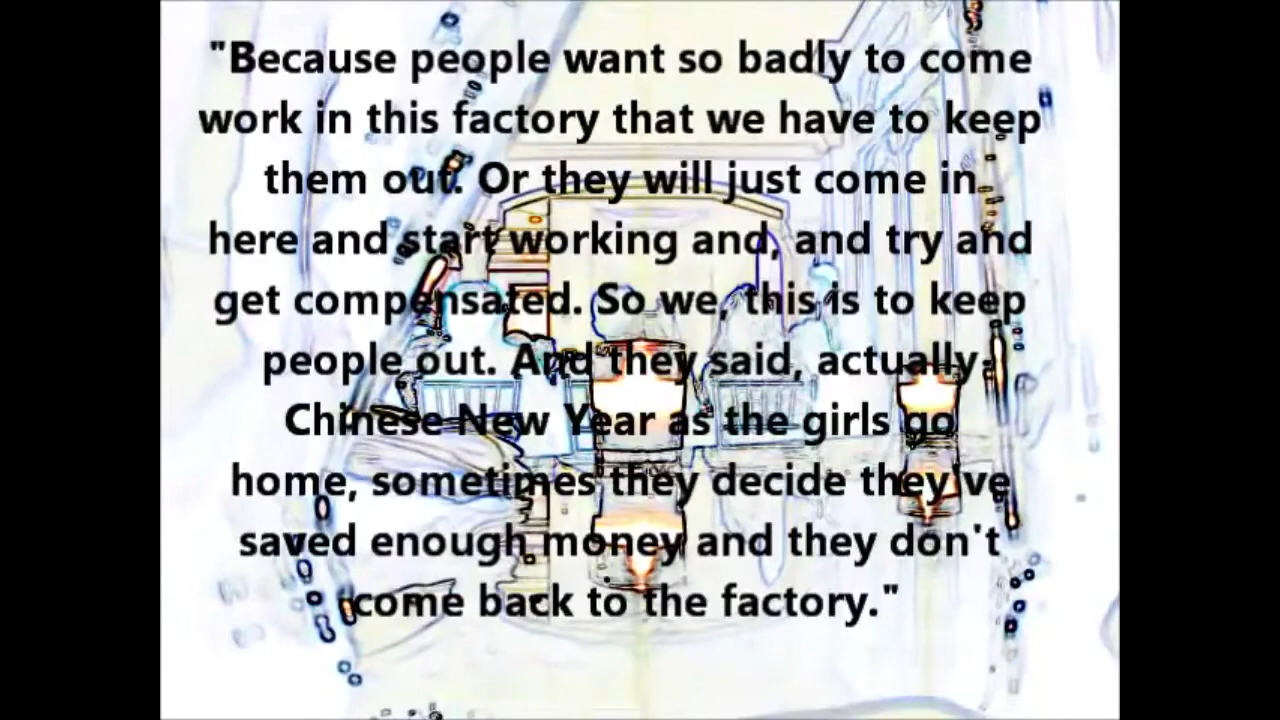 "Because people want so badly to come
work in this factory that we have to keep
them out. Or they will just come in
here and start working and, and try and
get compensated. So we, this is to keep
people out. And they said, actually
Chinese New Year as the girls go
home, sometimes they decide they've
saved enough money and they don't
come back to the factory."